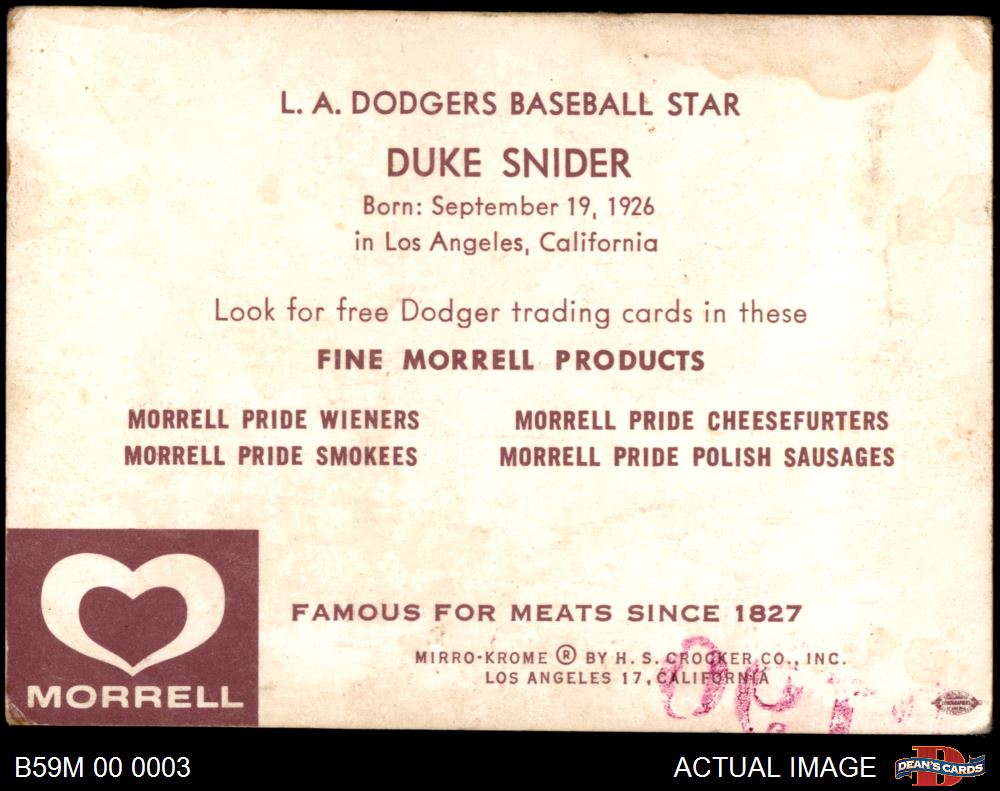 L. A. DODGERS BASEBALL STAR
DUKE SNIDER
Born: September 19, 1926
in Los Angeles, California
Look for free Dodger trading cards in these
FINE MORRELL PRODUCTS
MORRELL PRIDE WIENERS
MORRELL PRIDE CHEESEFURTERS
MORRELL PRIDE SMOKEES
MORRELL PRIDE POLISH SAUSAGES
MORRELL
FAMOUS FOR MEATS SINCE 1827
MIRRO-KROME ® BY H. S. CROCKER CO., INC.
LOS ANGELES 17, CALIFORNIA
B59M 00 0003
ACTUAL IMAGE
DEAN'S CARDS